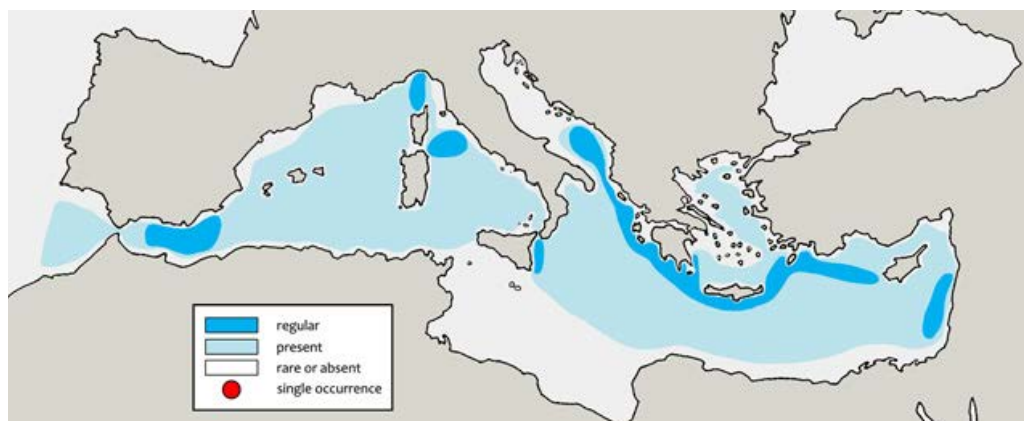 regular
present
rare or absent
single occurrence